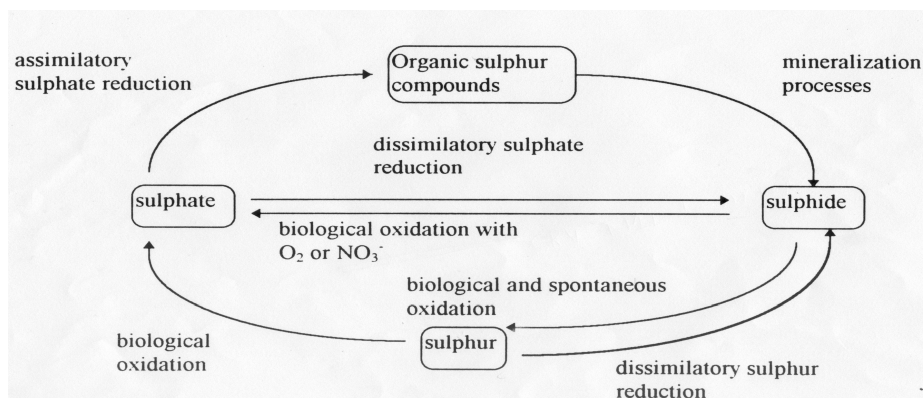 assimilatory
sulphate reduction
Organic sulphur
compounds
mineralization
processes
dissimilatory sulphate
reduction
sulphate
sulphide
biological oxidation with
O₂ or NO₃⁻
biological and spontaneous
oxidation
biological
oxidation
sulphur
dissimilatory sulphur
reduction